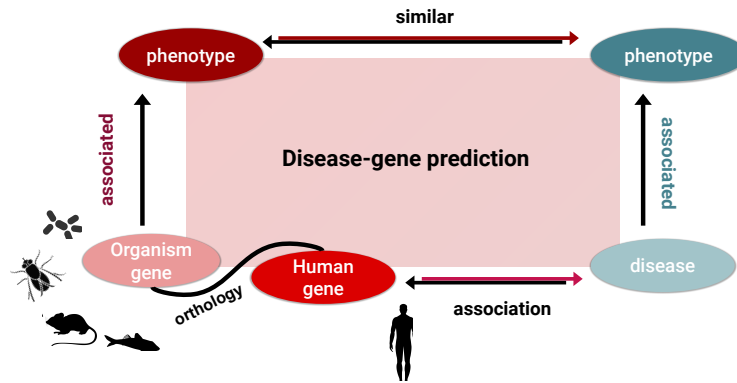 similar
phenotype
phenotype
associated
associated
Disease-gene prediction
Organism
gene
Human
gene
disease
orthology
association